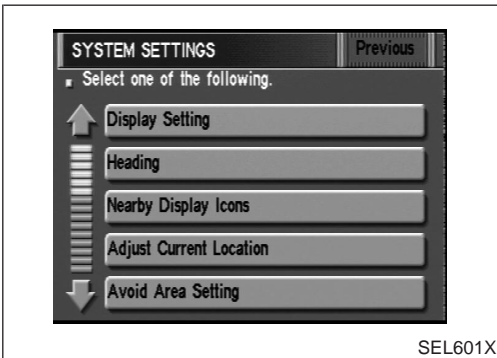 SYSTEM SETTINGS
Previous
Select one of the following.
Display Setting
Heading
Nearby Display Icons
Adjust Current Location
Avoid Area Setting
SEL601X